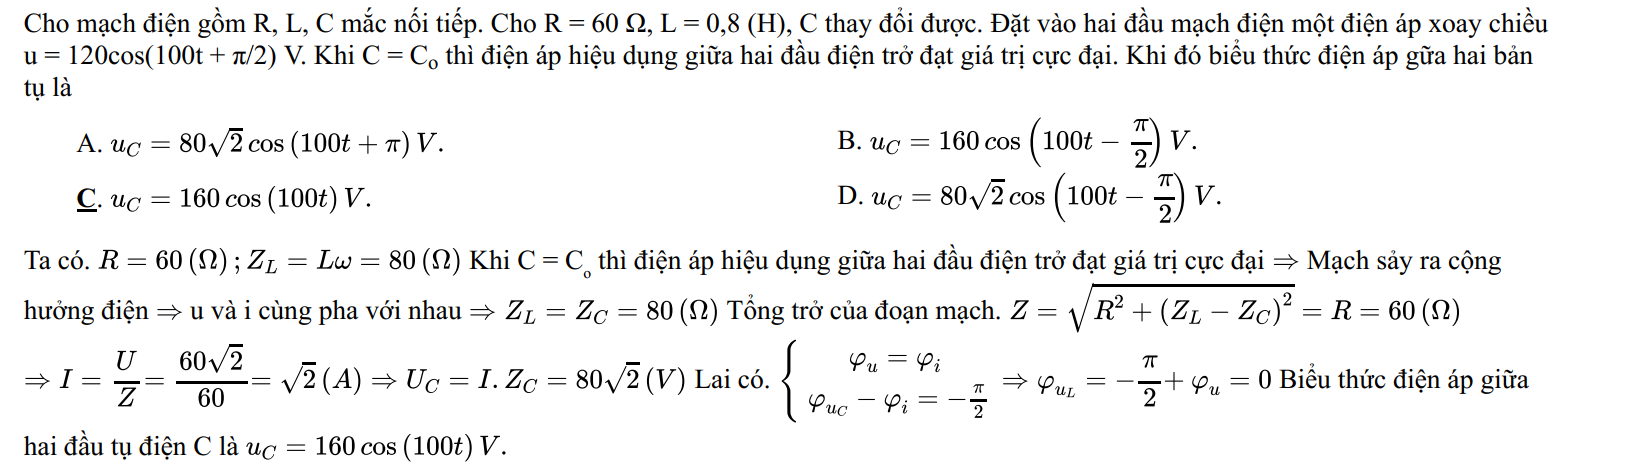 Cho mạch điện gồm R, L, C mắc nối tiếp. Cho R = 60 Ω, L = 0,8 (H), C thay đổi được. Đặt vào hai đầu mạch điện một điện áp xoay chiều
u = 120cos(100t + π/2) V. Khi C = Cₒ thì điện áp hiệu dụng giữa hai đầu điện trở đạt giá trị cực đại. Khi đó biểu thức điện áp gữa hai bản
tụ là
A. $u_C = 80\sqrt{2}\cos(100t + \pi) V.$
B. $u_C = 160\cos\left(100t - \frac{\pi}{2}\right) V.$
C. $u_C = 160\cos(100t) V.$
D. $u_C = 80\sqrt{2}\cos\left(100t - \frac{\pi}{2}\right) V.$
Ta có. $R = 60 (\Omega); Z_L = L\omega = 80 (\Omega)$ Khi C = Cₒ thì điện áp hiệu dụng giữa hai đầu điện trở đạt giá trị cực đại ⇒ Mạch sảy ra cộng
hưởng điện ⇒ u và i cùng pha với nhau ⇒ $Z_L = Z_C = 80 (\Omega)$ Tổng trở của đoạn mạch. $Z = \sqrt{R^2 + (Z_L - Z_C)^2} = R = 60 (\Omega)$
$\Rightarrow I = \frac{U}{Z} = \frac{60\sqrt{2}}{60} = \sqrt{2} (A) \Rightarrow U_C = I.Z_C = 80\sqrt{2} (V)$ Lai có. $\begin{cases} \varphi_u = \varphi_i \\ \varphi_{u_C} - \varphi_i = -\frac{\pi}{2} \end{cases} \Rightarrow \varphi_{u_L} = -\frac{\pi}{2} + \varphi_u = 0$ Biểu thức điện áp giữa
hai đầu tụ điện C là $u_C = 160\cos(100t) V.$